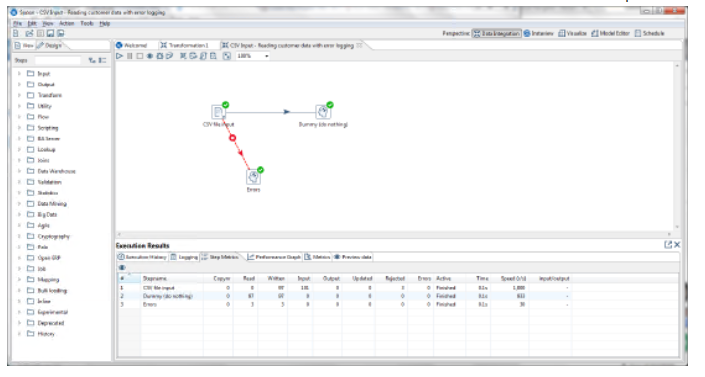 Spoon - CSV Input - Reading customer data with error logging
File Edit View Action Tools Help
Perspective: Data Integration Instaview Visualize Model Editor Schedule
View Design
Welcome Transformation 1 CSV Input - Reading customer data with error logging
Steps
100%
Input
Output
Transform
Utility
Flow
Scripting
BA Server
Lookup
Joins
Data Warehouse
Validation
Statistics
Data Mining
Big Data
Agile
Cryptography
Palo
Open ERP
Job
Mapping
Bulk loading
Inline
Experimental
Deprecated
History
CSV file input
Dummy (do nothing)
Errors
Execution Results
Execution History Logging Step Metrics Performance Graph Metrics Preview data
# Stepname Copynr Read Written Input Output Updated Rejected Errors Active Time Speed (r/s) input/output
1 CSV file input 0 0 97 101 0 0 0 0 Finished 0.1s -
2 Dummy (do nothing) 0 97 97 0 0 0 0 0 Finished 0.1s -
3 Errors 0 3 3 0 0 0 0 0 Finished 0.1s -